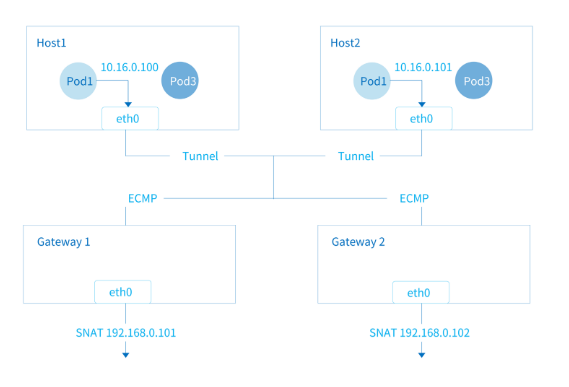 Host1
Host2
10.16.0.100
10.16.0.101
Pod1
Pod3
Pod1
Pod3
eth0
eth0
Tunnel
Tunnel
ECMP
ECMP
Gateway 1
Gateway 2
eth0
eth0
SNAT 192.168.0.101
SNAT 192.168.0.102